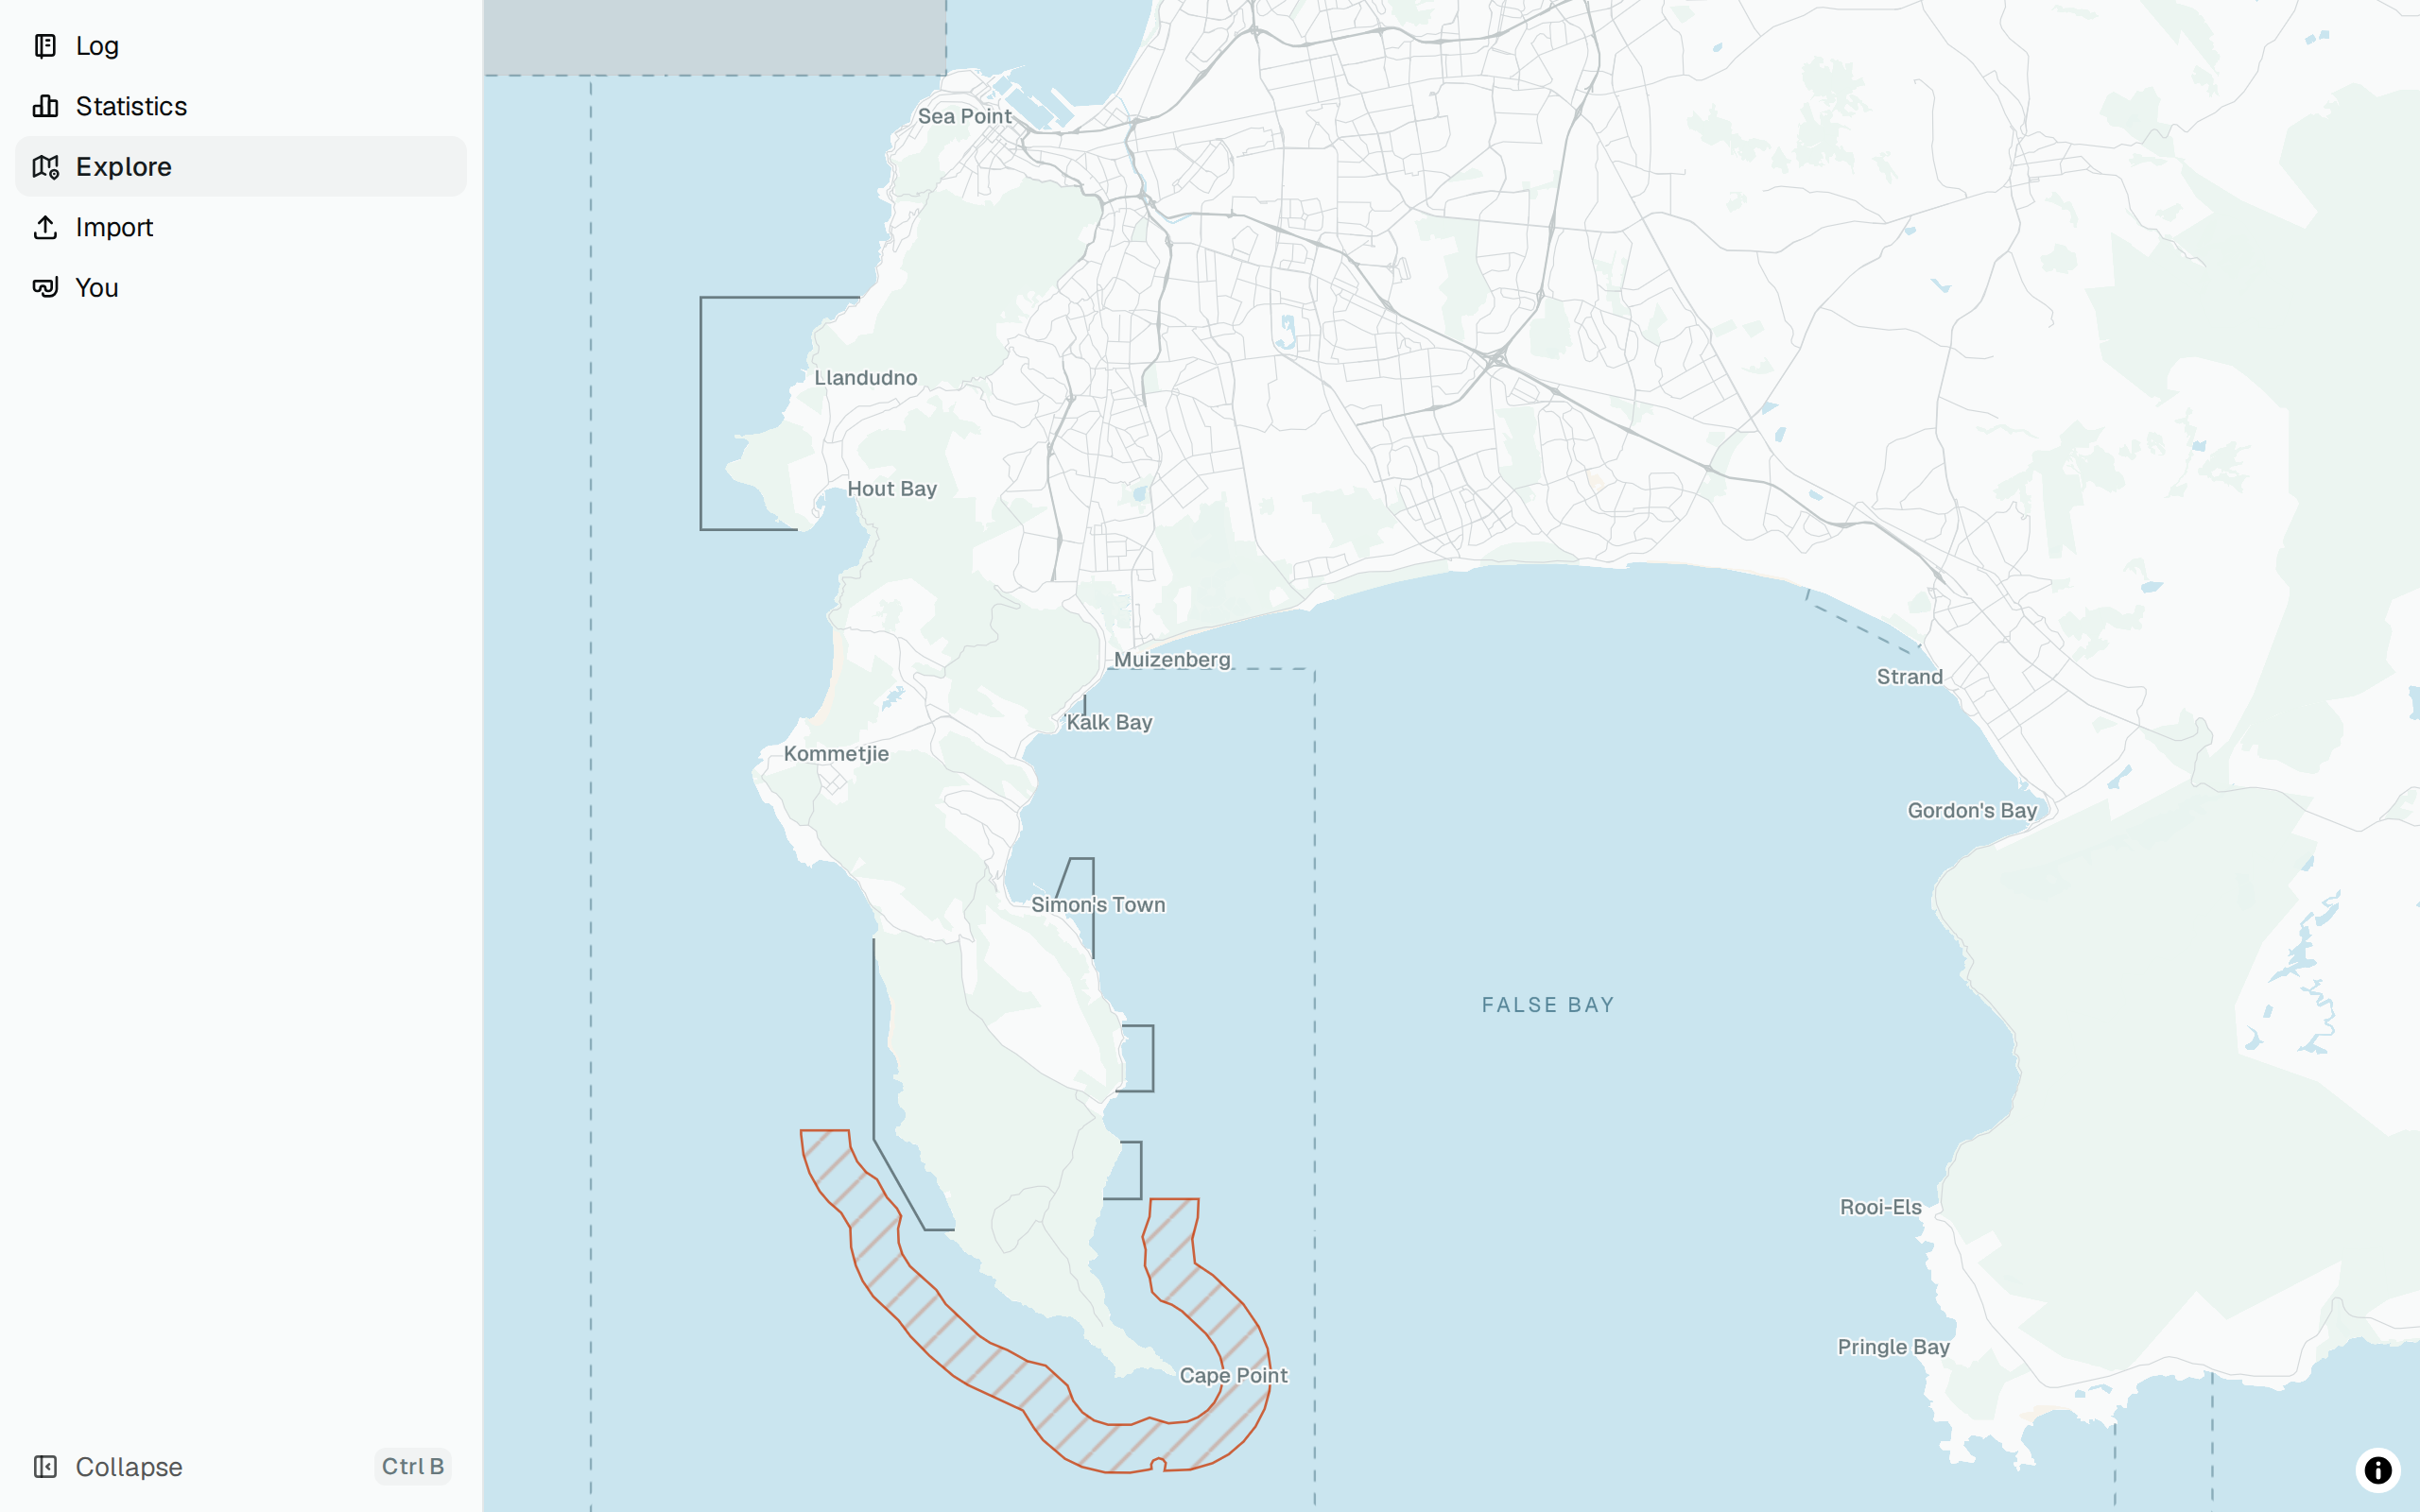 Log
Statistics
Explore
Import
You
Collapse
Ctrl B
Sea Point
Llandudno
Hout Bay
Muizenberg
Kalk Bay
Kommetjie
Strand
Gordon's Bay
Simon's Town
FALSE BAY
Rooi-Els
Pringle Bay
Cape Point